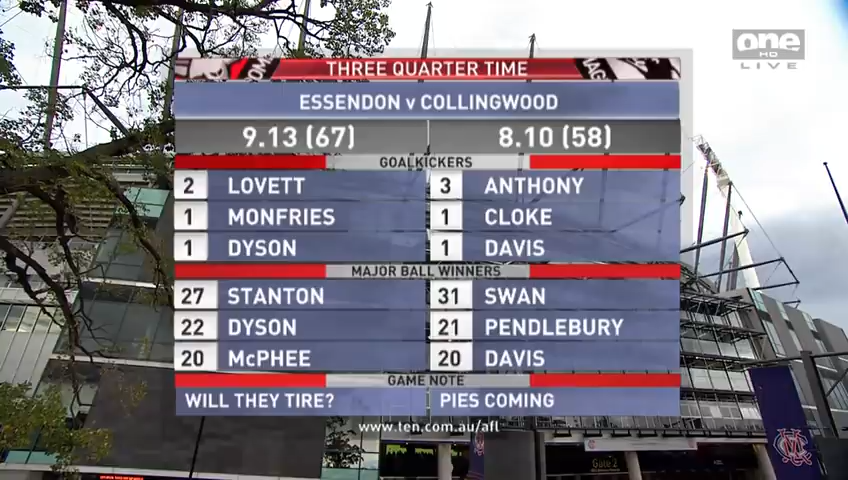 one
HD
LIVE
THREE QUARTER TIME
ESSENDON v COLLINGWOOD
9.13 (67) 8.10 (58)
GOALKICKERS
2 LOVETT 3 ANTHONY
1 MONFRIES 1 CLOKE
1 DYSON 1 DAVIS
MAJOR BALL WINNERS
27 STANTON 31 SWAN
22 DYSON 21 PENDLEBURY
20 McPHEE 20 DAVIS
GAME NOTE
WILL THEY TIRE? PIES COMING
www.ten.com.au/afl
Gate 2